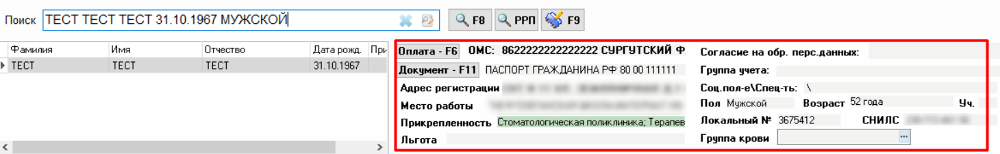 Поиск ТЕСТ ТЕСТ ТЕСТ 31.10.1967 МУЖСКОЙ F8 РРП F9
Фамилия Имя Отчество Дата рожд. При
ТЕСТ ТЕСТ ТЕСТ 31.10.1967
Оплата - F6 ОМС: 8622222222222222 СУРГУТСКИЙ Ф
Документ - F11 ПАСПОРТ ГРАЖДАНИНА РФ 80 00 111111
Адрес регистрации
Место работы
Прикрепленность Стоматологическая поликлиника; Терапев
Льгота
Согласие на обр. перс.данных:
Группа учета:
Соц.пол-е\Спец-ть: \
Пол Мужской Возраст 52 года Уч.
Локальный № 3675412 СНИЛС
Группа крови ...